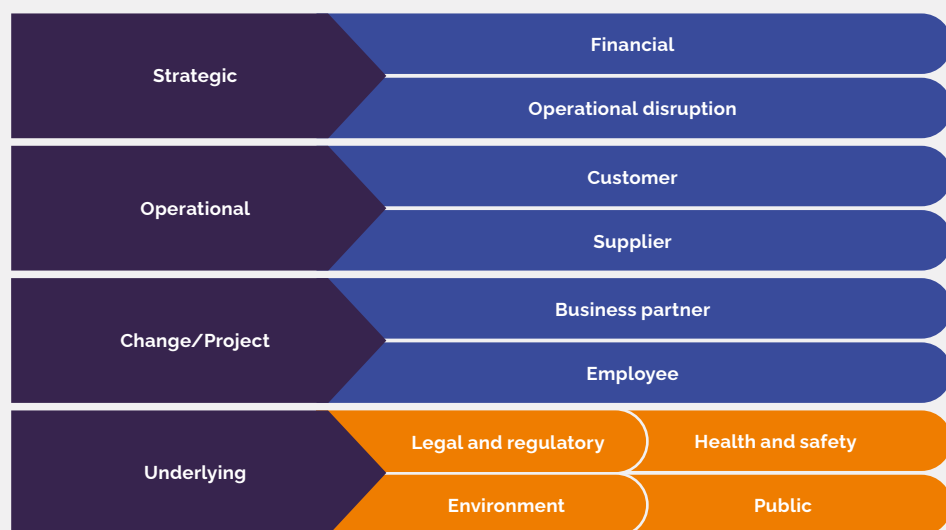 Strategic
Financial
Operational disruption
Operational
Customer
Supplier
Change/Project
Business partner
Employee
Underlying
Legal and regulatory
Health and safety
Environment
Public